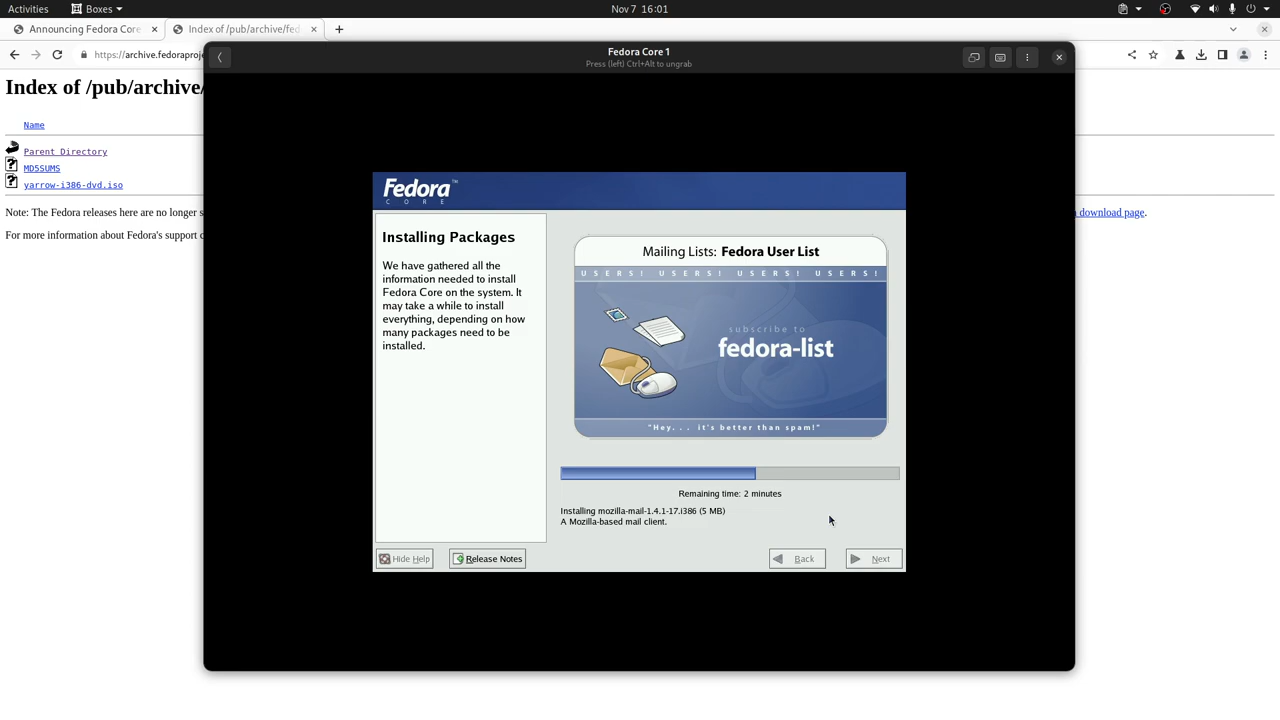 Activities
Boxes
Nov 7 16:01
Announcing Fedora Core
Index of /pub/archive/fed
https://archive.fedoraproje
Fedora Core 1
Press (left) Ctrl+Alt to ungrab
Index of /pub/archive/
Name
Parent Directory
MD5SUMS
yarrow-i386-dvd.iso
Note: The Fedora releases here are no longer s
download page.
For more information about Fedora's support
Fedora™
CORE
Installing Packages
We have gathered all the
information needed to install
Fedora Core on the system. It
may take a while to install
everything, depending on how
many packages need to be
installed.
Mailing Lists: Fedora User List
USERS! USERS! USERS! USERS!
subscribe to
fedora-list
"Hey... it's better than spam!"
Remaining time: 2 minutes
Installing mozilla-mail-1.4.1-17.i386 (5 MB)
A Mozilla-based mail client.
Hide Help
Release Notes
Back
Next